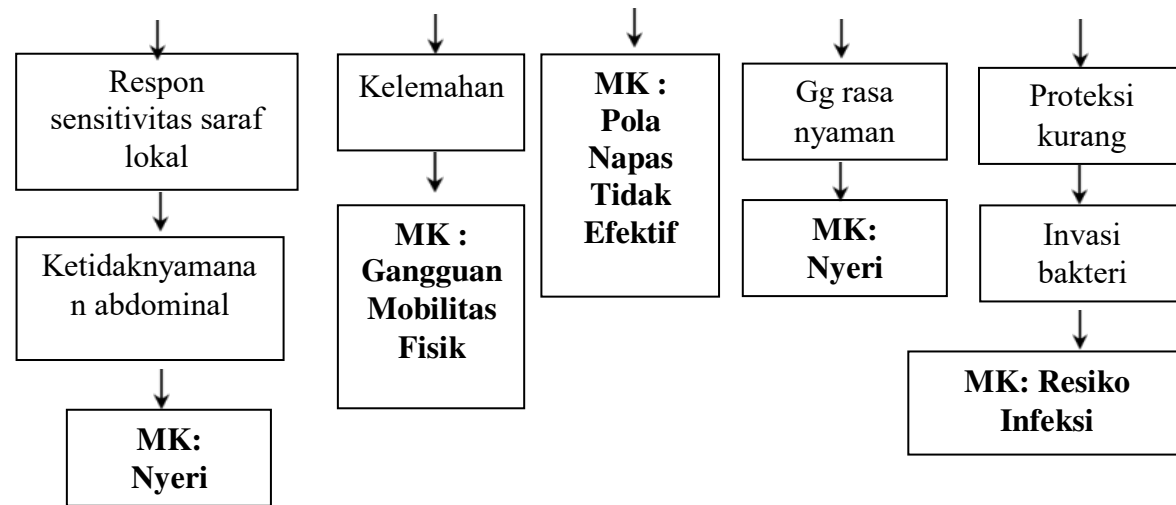 Respon
sensitivitas saraf
lokal
Ketidaknyamana
n abdominal
MK:
Nyeri
Kelemahan
MK :
Gangguan
Mobilitas
Fisik
MK :
Pola
Napas
Tidak
Efektif
Gg rasa
nyaman
MK:
Nyeri
Proteksi
kurang
Invasi
bakteri
MK: Resiko
Infeksi